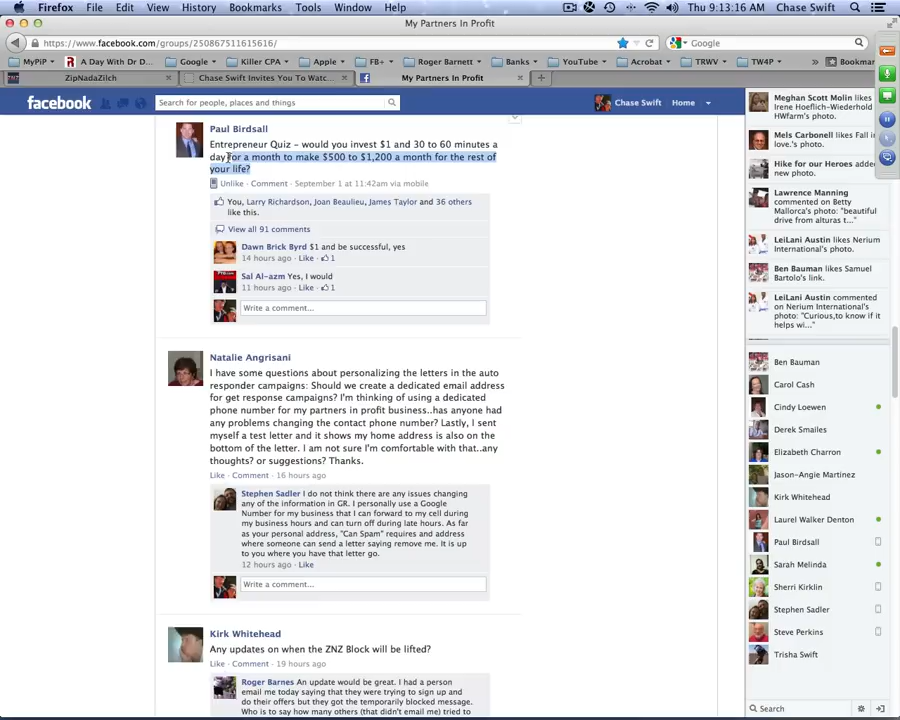 Firefox File Edit View History Bookmarks Tools Window Help Thu 9:13:16 AM Chase Swift
My Partners In Profit
https://www.facebook.com/groups/250867511615616/
Google
MyPiP A Day With Dr D... Google Killer CPA Apple FB+ Roger Barnett Banks YouTube Acrobat TRWV TW4P Bookmar
ZipNadaZilch
Chase Swift Invites You To Watc...
My Partners In Profit
facebook
Search for people, places and things
Chase Swift Home
Paul Birdsall
Entrepreneur Quiz – would you invest $1 and 30 to 60 minutes a
day for a month to make $500 to $1,200 a month for the rest of
your life?
Unlike · Comment · September 1 at 11:42am via mobile
You, Larry Richardson, Joan Beaulieu, James Taylor and 36 others
like this.
View all 91 comments
Dawn Brick Byrd $1 and be successful, yes
14 hours ago · Like · 1
Sal Al-azm Yes, I would
11 hours ago · Like · 1
Write a comment...
Natalie Angrisani
I have some questions about personalizing the letters in the auto
responder campaigns: Should we create a dedicated email address
for get response campaigns? I'm thinking of using a dedicated
phone number for my partners in profit business..has anyone had
any problems changing the contact phone number? Lastly, I sent
myself a test letter and it shows my home address is also on the
bottom of the letter. I am not sure I'm comfortable with that..any
thoughts? or suggestions? Thanks.
Like · Comment · 16 hours ago
Stephen Sadler I do not think there are any issues changing
any of the information in GR. I personally use a Google
Number for my business that I can forward to my cell during
my business hours and can turn off during late hours. As far
as your personal address, "Can Spam" requires and address
where someone can send a letter saying remove me. It is up
to you where you have that letter go.
12 hours ago · Like
Write a comment...
Kirk Whitehead
Any updates on when the ZNZ Block will be lifted?
Like · Comment · 19 hours ago
Roger Barnes An update would be great. I had a person
email me today saying that they were trying to sign up and
do their offers but they got the temporarily blocked message.
Who is to say how many others (that didn't email me) tried to
Meghan Scott Molin likes
Irene Hoeflich-Wiederhold's
HWfarm's photo.
Mels Carbonell likes Fall in
love.'s photo.
Hike for our Heroes added a
new photo.
Lawrence Manning
commented on Betty
Mallorca's photo: "beautiful
drive from alturas t..."
LeiLani Austin likes Nerium
International's photo.
Ben Bauman likes Samuel
Bartolo's link.
LeiLani Austin
commented on Nerium
International's photo:
"Curious,to know if it
helps wi..."
Ben Bauman
Carol Cash
Cindy Loewen
Derek Smailes
Elizabeth Charron
Jason-Angie Martinez
Kirk Whitehead
Laurel Walker Denton
Paul Birdsall
Sarah Melinda
Sherri Kirklin
Stephen Sadler
Steve Perkins
Trisha Swift
Search